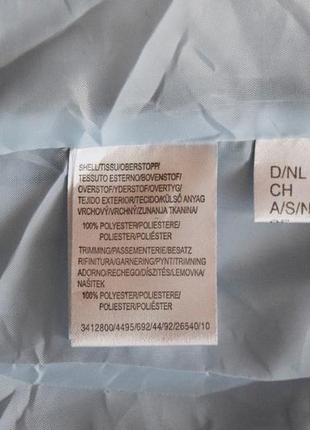 SHELL/TISSU/OBERSTOFF/
TESSUTO ESTERNO/BOVENSTOF/
OVERSTOF/YDERSTOF/OVERTYG/
TEJIDO EXTERIOR/TECIDO/KÜLSŐ ANYAG
VRCHOVÝ/VRCHNÝ/ZUNANJA TKANINA/
100% POLYESTER/POLIESTERE/
POLIESTER/POLIÉSTER
TRIMMING/PASSEMENTERIE/BESATZ
RIFINITURA/GARNERING/PYNT/TRIMNING
ADORNO/RECHEGO/DÍSZÍTÉS/LEMOVKA/
NAŠITEK
100% POLYESTER/POLIESTERE/
POLIESTER/POLIÉSTER
3412800/4495/692/44/92/26540/10
D/NL
CH
A/S/N